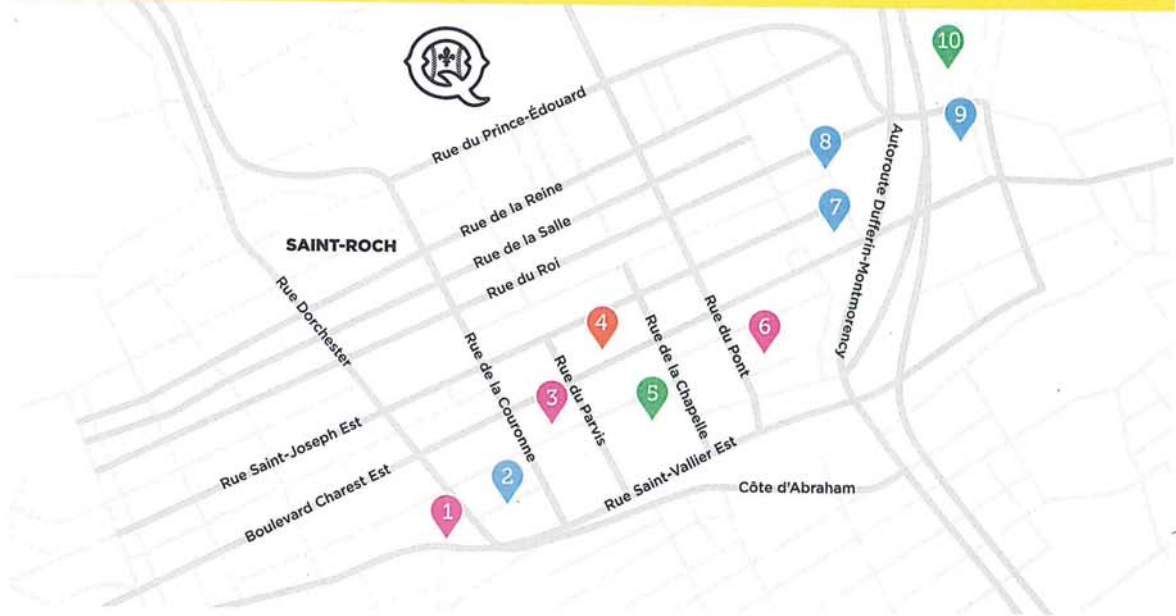 10
Q
Rue du Prince-Édouard
9
8
Autoroute Dufferin-Montmorency
Rue de la Reine
7
SAINT-ROCH
Rue de la Salle
Rue du Roi
Rue Dorchester
4
6
Rue du Pont
Rue de la Chapelle
Rue de la Couronne
3
Rue du Parvis
5
Rue Saint-Joseph Est
2
Rue Saint-Vallier Est
Boulevard Charest Est
Côte d'Abraham
1